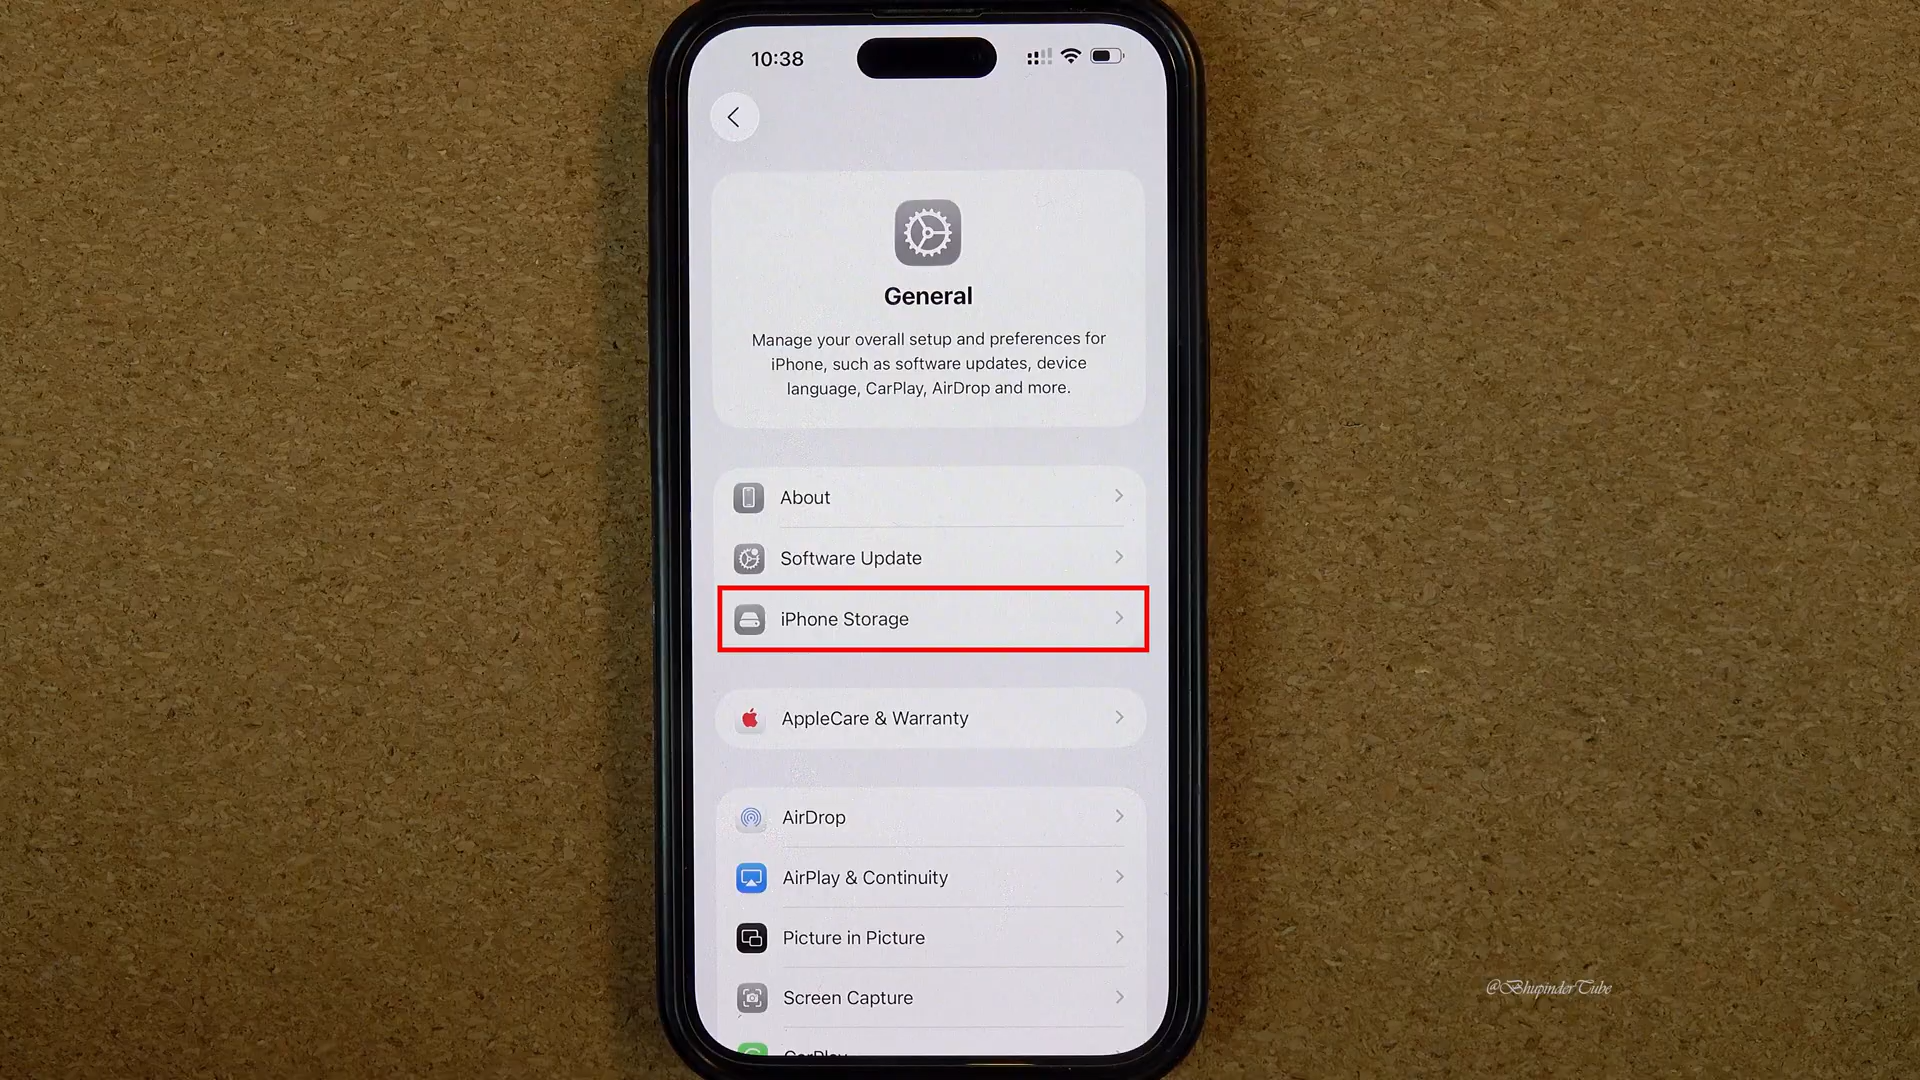 10:38
General
Manage your overall setup and preferences for
iPhone, such as software updates, device
language, CarPlay, AirDrop and more.
About
Software Update
iPhone Storage
AppleCare & Warranty
AirDrop
AirPlay & Continuity
Picture in Picture
Screen Capture
CarPlay
@BhupinderTube